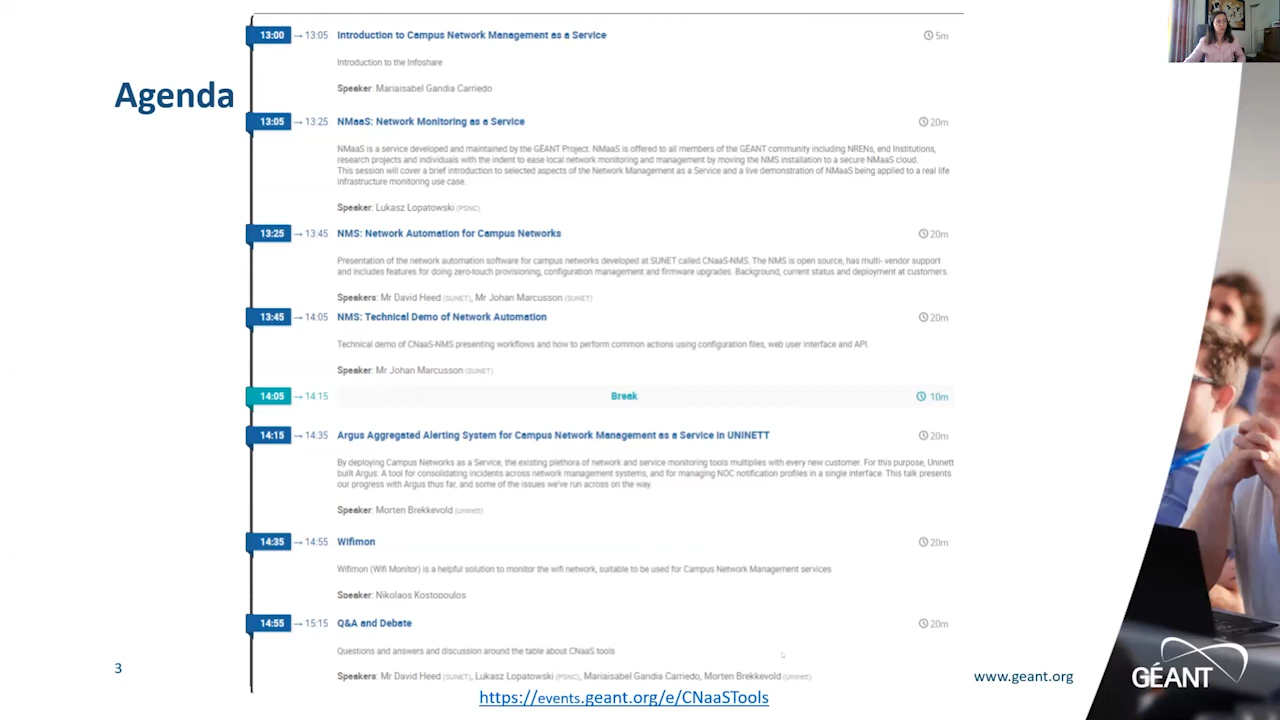 Agenda
13:00 → 13:05 Introduction to Campus Network Management as a Service 5m
Introduction to the Infoshare
Speaker: Mariaisabel Gandia Carriedo
13:05 → 13:25 NMaaS: Network Monitoring as a Service 20m
NMaaS is a service developed and maintained by the GÉANT Project. NMaaS is offered to all members of the GÉANT community including NRENs, end Institutions,
research projects and individuals with the indent to ease local network monitoring and management by moving the NMS installation to a secure NMaaS cloud.
This session will cover a brief introduction to selected aspects of the Network Management as a Service and a live demonstration of NMaaS being applied to a real life
infrastructure monitoring use case.
Speaker: Lukasz Lopatowski (PSNC)
13:25 → 13:45 NMS: Network Automation for Campus Networks 20m
Presentation of the network automation software for campus networks developed at SUNET called CNaaS-NMS. The NMS is open source, has multi- vendor support
and includes features for doing zero-touch provisioning, configuration management and firmware upgrades. Background, current status and deployment at customers.
Speakers: Mr David Heed (SUNET), Mr Johan Marcusson (SUNET)
13:45 → 14:05 NMS: Technical Demo of Network Automation 20m
Technical demo of CNaaS-NMS presenting workflows and how to perform common actions using configuration files, web user interface and API.
Speaker: Mr Johan Marcusson (SUNET)
14:05 → 14:15 Break 10m
14:15 → 14:35 Argus Aggregated Alerting System for Campus Network Management as a Service in UNINETT 20m
By deploying Campus Networks as a Service, the existing plethora of network and service monitoring tools multiplies with every new customer. For this purpose, Uninett
built Argus: A tool for consolidating incidents across network management systems, and for managing NOC notification profiles in a single interface. This talk presents
our progress with Argus thus far, and some of the issues we've run across on the way.
Speaker: Morten Brekkevold (Uninett)
14:35 → 14:55 Wifimon 20m
Wifimon (Wifi Monitor) is a helpful solution to monitor the wifi network, suitable to be used for Campus Network Management services
Speaker: Nikolaos Kostopoulos
14:55 → 15:15 Q&A and Debate 20m
Questions and answers and discussion around the table about CNaaS tools
Speakers: Mr David Heed (SUNET), Lukasz Lopatowski (PSNC), Mariaisabel Gandia Carriedo, Morten Brekkevold (Uninett)
3
https://events.geant.org/e/CNaaSTools
www.geant.org
GÉANT